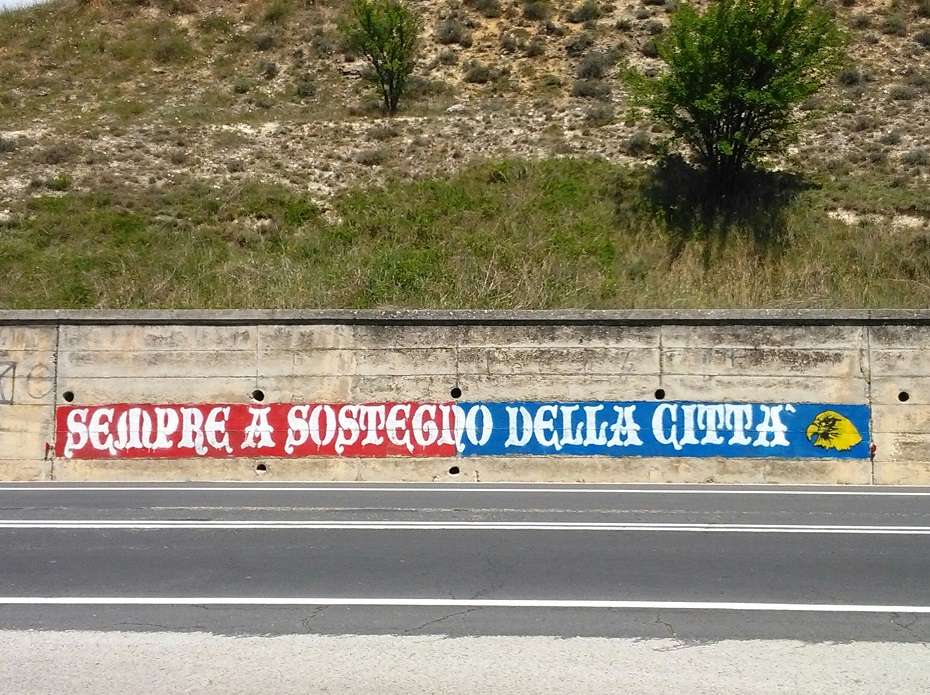 SEMPRE A SOSTEGNO DELLA CITTA`